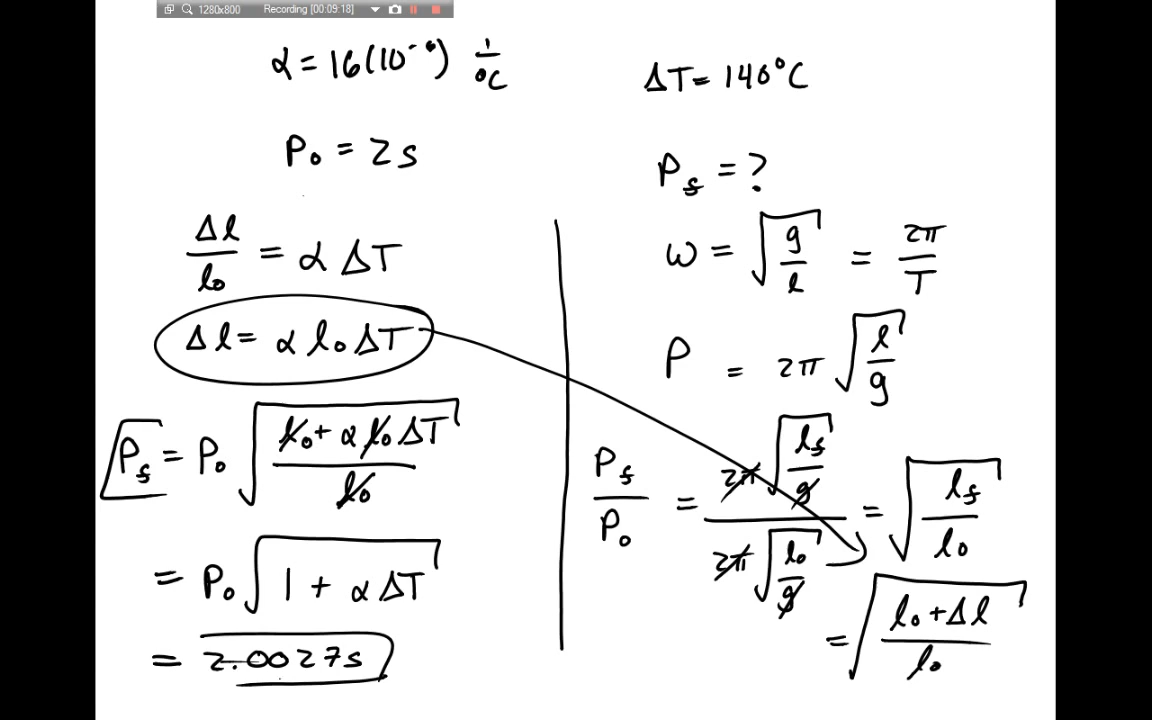 1280x800 Recording [00:09:18]
α = 16(10⁻⁶) 1/°C
ΔT = 140°C
P₀ = 2s
P_f = ?
Δl/l₀ = α ΔT
Δl = α l₀ ΔT
P_f = P₀ √((l₀ + α l₀ ΔT)/l₀)
= P₀ √(1 + α ΔT)
= 2.0027s
ω = √(g/l) = 2π/T
P = 2π √(l/g)
P_f/P₀ = (2π √(l_f/g))/(2π √(l₀/g)) = √(l_f/l₀)
= √((l₀ + Δl)/l₀)